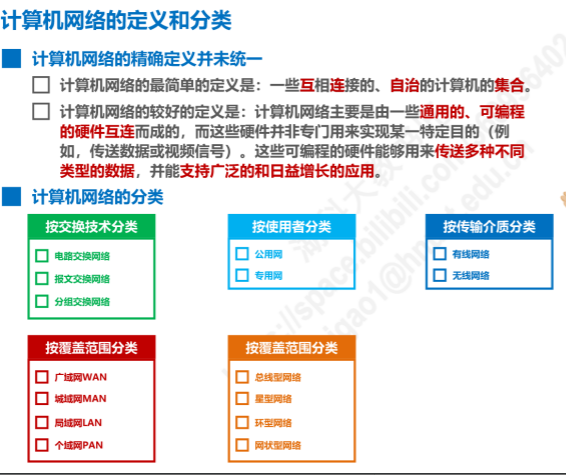 计算机网络的定义和分类
计算机网络的精确定义并未统一
计算机网络的最简单的定义是：一些互相连接的、自治的计算机的集合。
计算机网络的较好的定义是：计算机网络主要是由一些通用的、可编程
的硬件互连而成的，而这些硬件并非专门用来实现某一特定目的（例
如，传送数据或视频信号）。这些可编程的硬件能够用来传送多种不同
类型的数据，并能支持广泛的和日益增长的应用。
计算机网络的分类
按交换技术分类
电路交换网络
报文交换网络
分组交换网络
按使用者分类
公用网
专用网
按传输介质分类
有线网络
无线网络
按覆盖范围分类
广域网WAN
城域网MAN
局域网LAN
个域网PAN
按覆盖范围分类
总线型网络
星型网络
环型网络
网状型网络